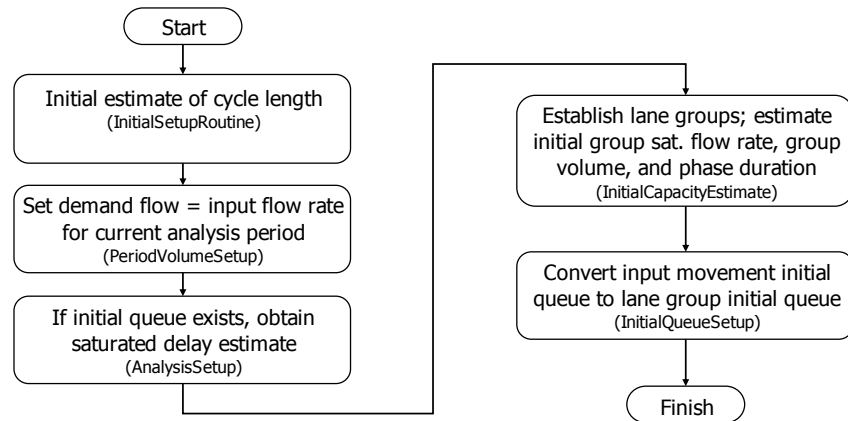 Start
Initial estimate of cycle length
(InitialSetupRoutine)
Set demand flow = input flow rate
for current analysis period
(PeriodVolumeSetup)
If initial queue exists, obtain
saturated delay estimate
(AnalysisSetup)
Establish lane groups; estimate
initial group sat. flow rate, group
volume, and phase duration
(InitialCapacityEstimate)
Convert input movement initial
queue to lane group initial queue
(InitialQueueSetup)
Finish